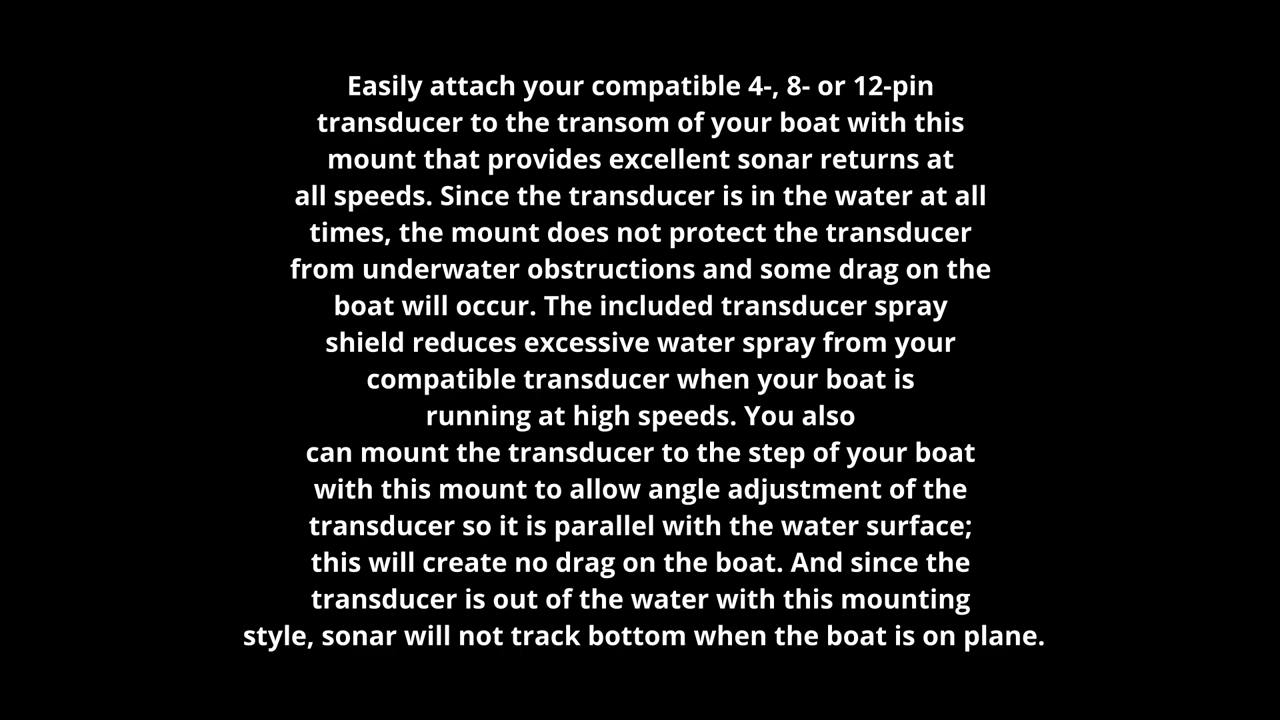 Easily attach your compatible 4-, 8- or 12-pin
transducer to the transom of your boat with this
mount that provides excellent sonar returns at
all speeds. Since the transducer is in the water at all
times, the mount does not protect the transducer
from underwater obstructions and some drag on the
boat will occur. The included transducer spray
shield reduces excessive water spray from your
compatible transducer when your boat is
running at high speeds. You also
can mount the transducer to the step of your boat
with this mount to allow angle adjustment of the
transducer so it is parallel with the water surface;
this will create no drag on the boat. And since the
transducer is out of the water with this mounting
style, sonar will not track bottom when the boat is on plane.